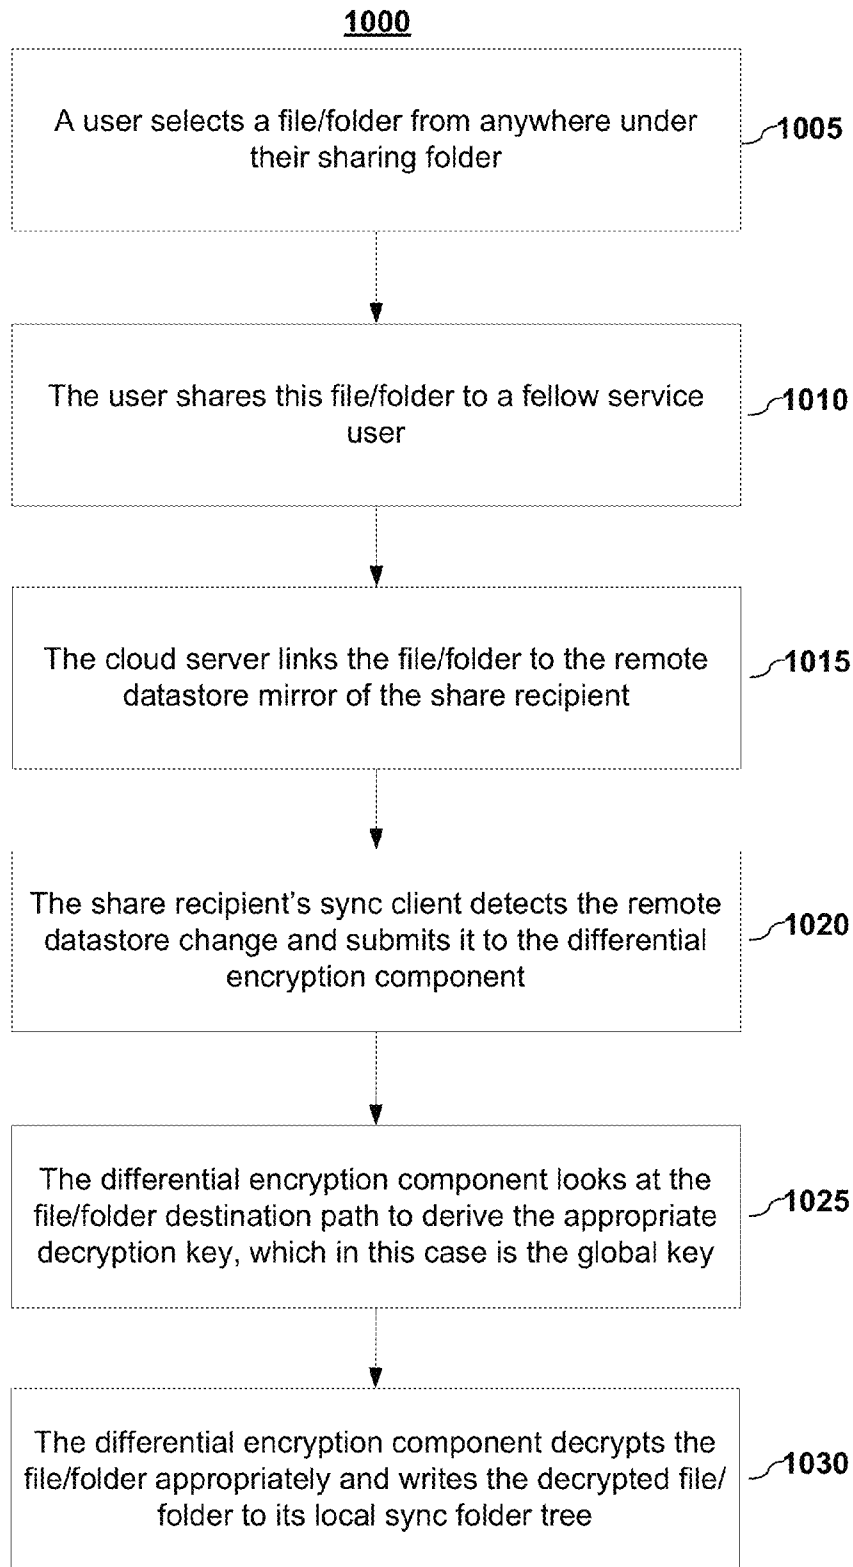 1000
A user selects a file/folder from anywhere under
their sharing folder
1005
The user shares this file/folder to a fellow service
user
1010
The cloud server links the file/folder to the remote
datastore mirror of the share recipient
1015
The share recipient's sync client detects the remote
datastore change and submits it to the differential
encryption component
1020
The differential encryption component looks at the
file/folder destination path to derive the appropriate
decryption key, which in this case is the global key
1025
The differential encryption component decrypts the
file/folder appropriately and writes the decrypted file/
folder to its local sync folder tree
1030